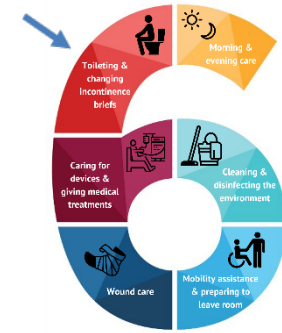 Toileting &
changing
incontinence
briefs
Morning &
evening care
Caring for
devices &
giving medical
treatments
Cleaning &
disinfecting the
environment
Wound care
Mobility assistance
& preparing to
leave room